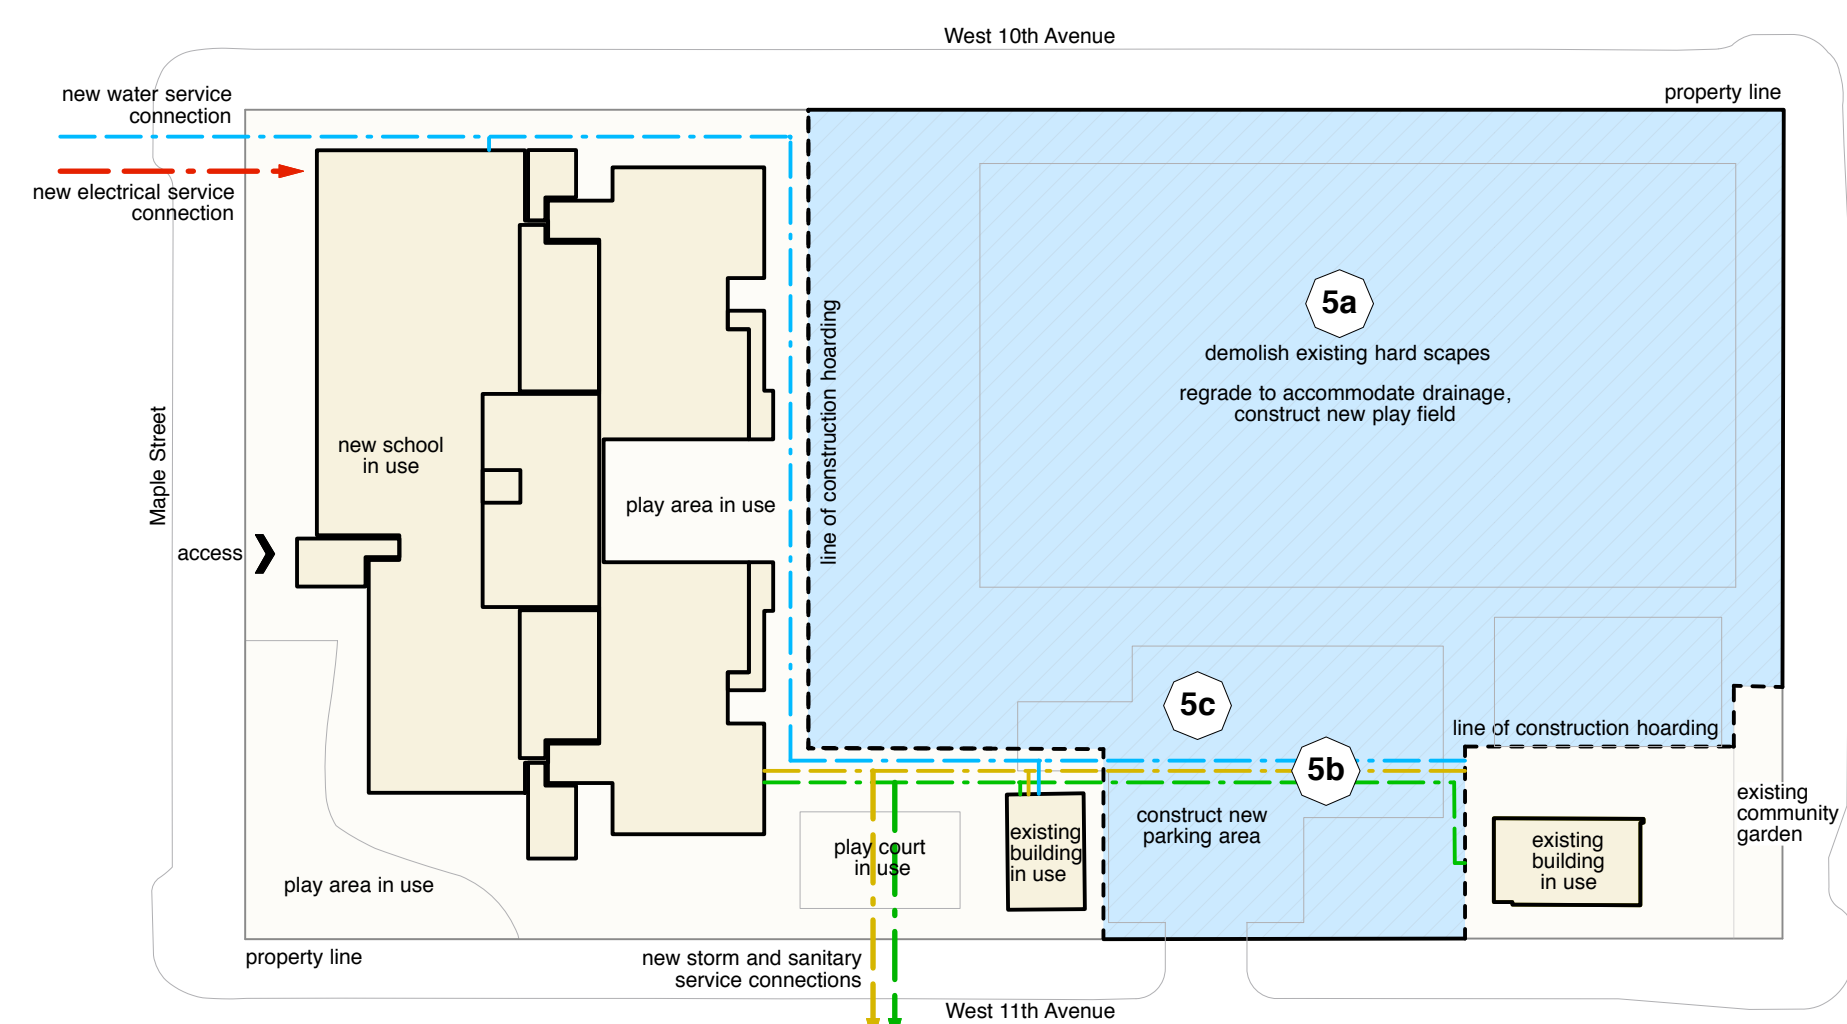 West 10th Avenue
property line
new water service
connection
new electrical service
connection
5a
demolish existing hard scapes
regrade to accommodate drainage,
construct new play field
line of construction hoarding
Maple Street
new school
in use
play area in use
access
5c
line of construction hoarding
5b
construct new
parking area
existing
community
garden
existing
building
in use
existing
building
in use
play court
in use
play area in use
property line
new storm and sanitary
service connections
West 11th Avenue